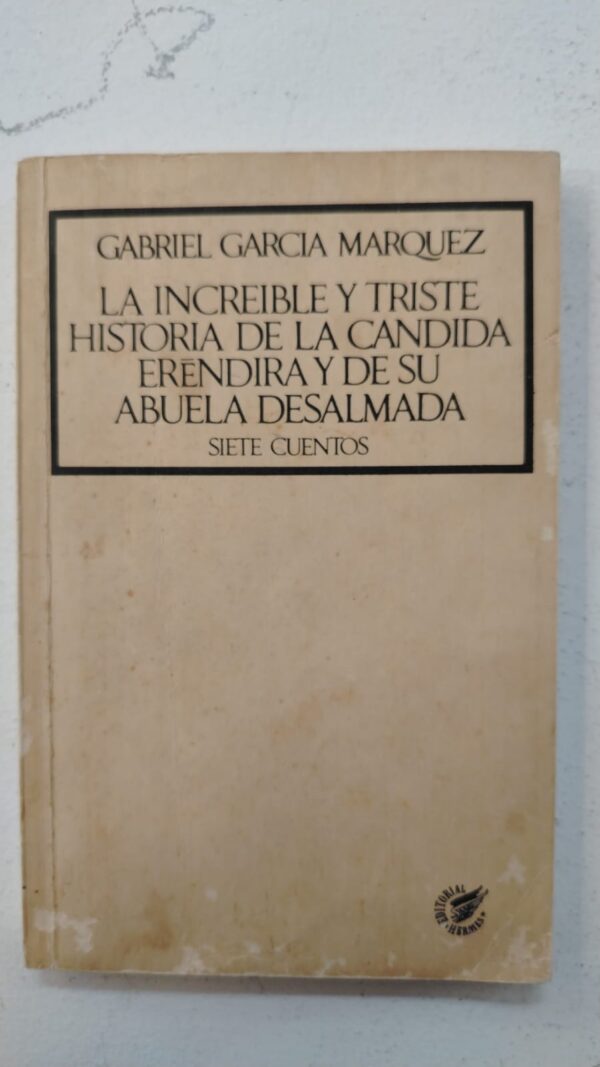 GABRIEL GARCIA MARQUEZ
LA INCREIBLE Y TRISTE
HISTORIA DE LA CANDIDA
ERĒNDIRA Y DE SU
ABUELA DESALMADA
SIETE CUENTOS
EDITORIAL
HERMES